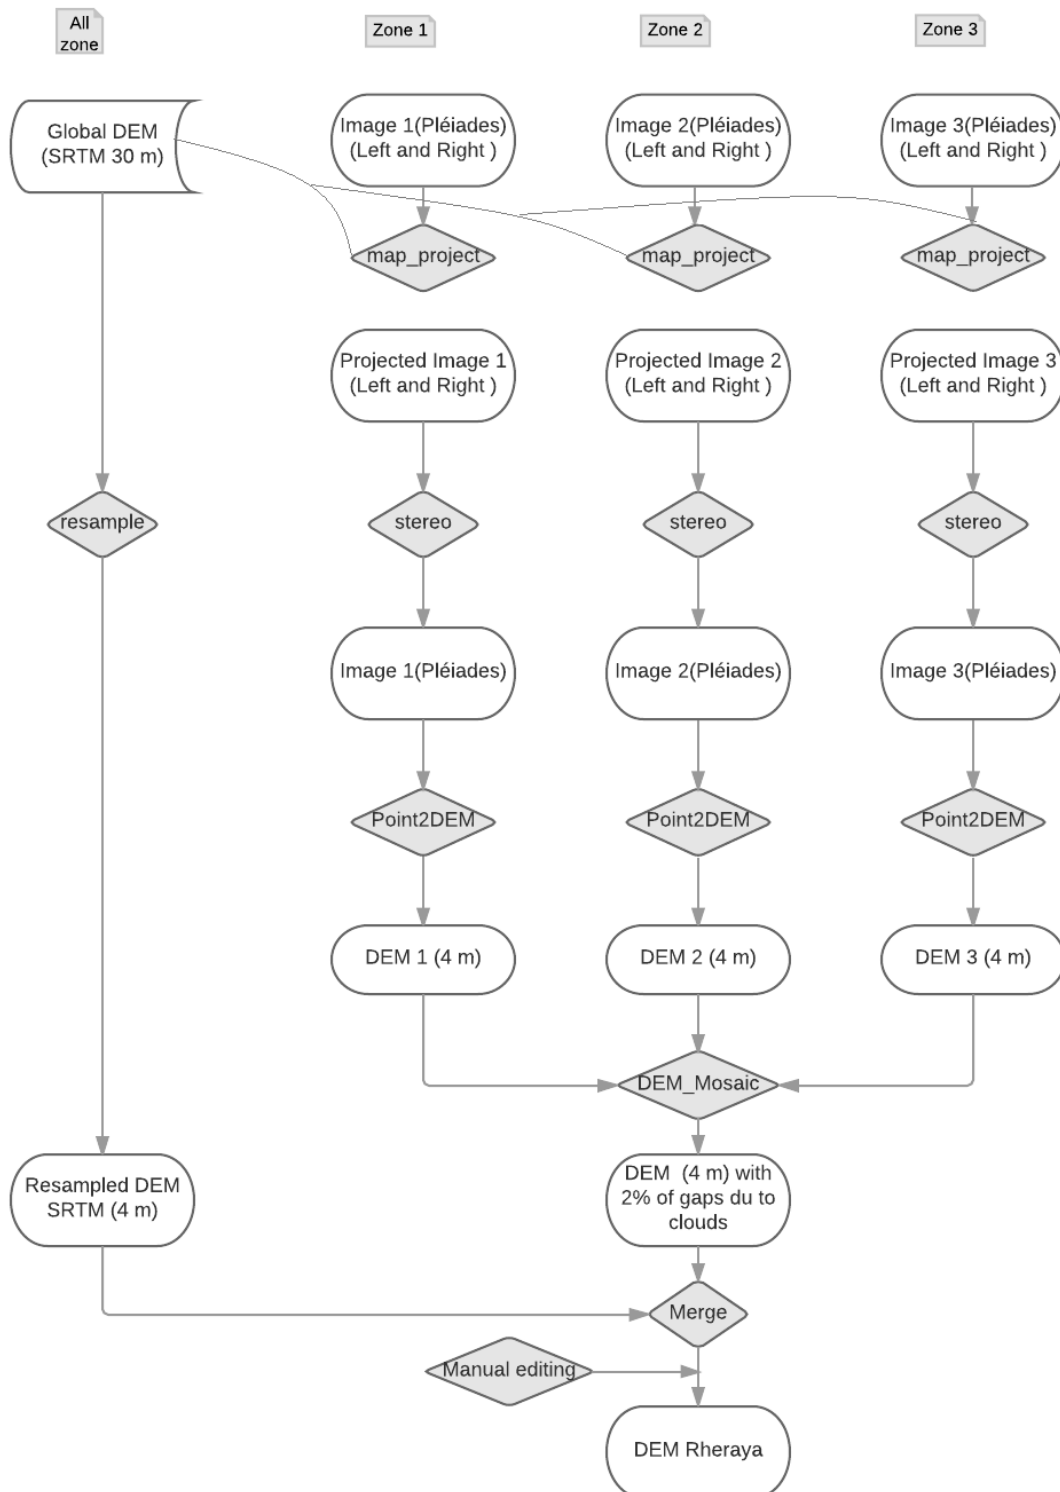 All
zone
Zone 1
Zone 2
Zone 3
Global DEM
(SRTM 30 m)
Image 1(Pléiades)
(Left and Right )
Image 2(Pléiades)
(Left and Right )
Image 3(Pléiades)
(Left and Right )
map_project
map_project
map_project
Projected Image 1
(Left and Right )
Projected Image 2
(Left and Right )
Projected Image 3
(Left and Right )
resample
stereo
stereo
stereo
Image 1(Pléiades)
Image 2(Pléiades)
Image 3(Pléiades)
Point2DEM
Point2DEM
Point2DEM
DEM 1 (4 m)
DEM 2 (4 m)
DEM 3 (4 m)
DEM_Mosaic
Resampled DEM
SRTM (4 m)
DEM  (4 m) with
2% of gaps du to
clouds
Merge
Manual editing
DEM Rheraya